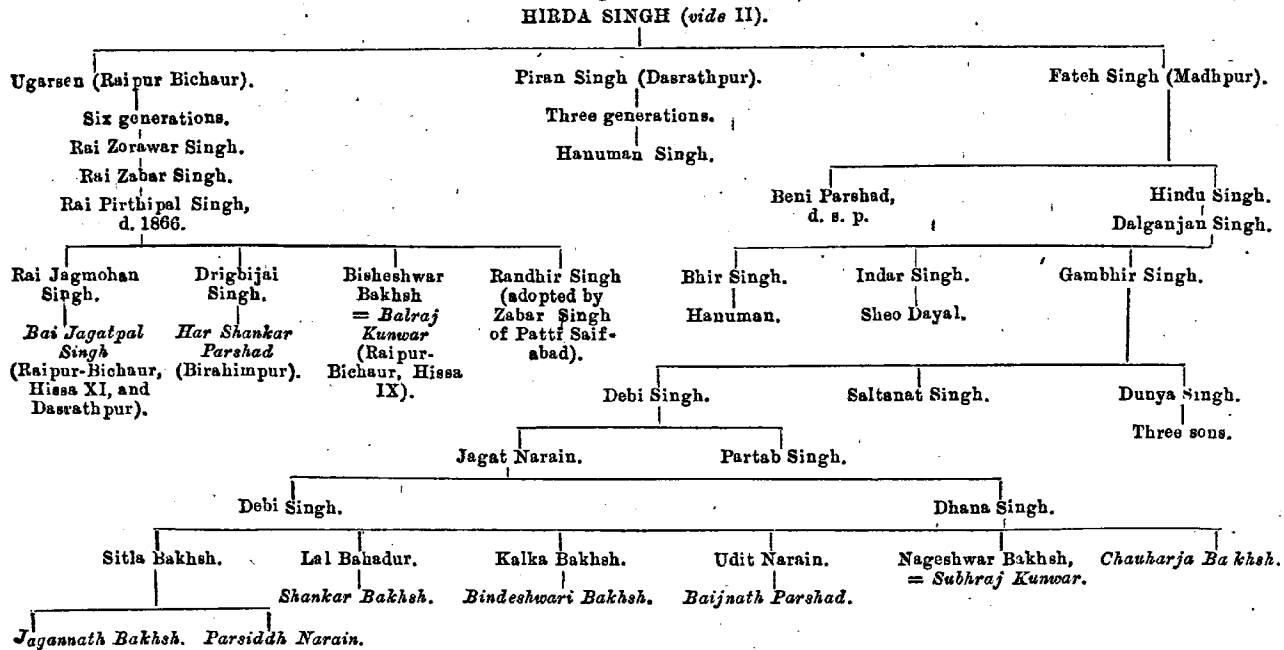 HIRDA SINGH (vide II).
Ugarsen (Raipur Bichaur). Piran Singh (Dasrathpur). Fateh Singh (Madhpur).
Six generations. Three generations.
Rai Zorawar Singh. Hanuman Singh.
Rai Zabar Singh.
Rai Pirthipal Singh,
d. 1866.
Beni Parshad,
d. s. p.
Hindu Singh.
Dalganjan Singh.
Rai Jagmohan
Singh.
Bai Jagatpal
Singh
(Raipur-Bichaur,
Hissa XI, and
Dasrathpur).
Drigbijai
Singh.
Har Shankar
Parshad
(Birahimpur).
Bisheshwar
Bakhsh
= Balraj
Kunwar
(Raipur-
Bichaur, Hissa
IX).
Randhir Singh
(adopted by
Zabar Singh
of Patti Saif-
abad).
Bhir Singh.
Hanuman.
Indar Singh.
Sheo Dayal.
Gambhir Singh.
Debi Singh. Saltanat Singh. Dunya Singh.
Three sons.
Jagat Narain. Partab Singh.
Debi Singh. Dhana Singh.
Sitla Bakhsh. Lal Bahadur. Kalka Bakhsh. Udit Narain. Nageshwar Bakhsh, Chauharja Bakhsh.
Shankar Bakhsh. Bindeshwari Bakhsh. Baijnath Parshad. = Subhraj Kunwar.
Jagannath Bakhsh. Parsiddh Narain.